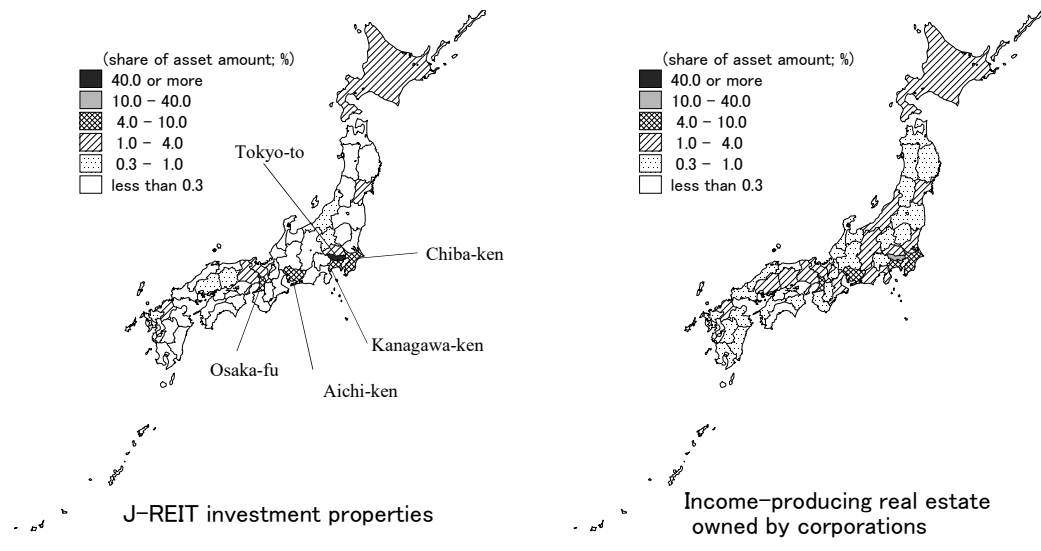 (share of asset amount; %)
40.0 or more
10.0 - 40.0
4.0 - 10.0
1.0 - 4.0
0.3 - 1.0
less than 0.3
Tokyo-to
Chiba-ken
Kanagawa-ken
Osaka-fu
Aichi-ken
J-REIT investment properties
(share of asset amount; %)
40.0 or more
10.0 - 40.0
4.0 - 10.0
1.0 - 4.0
0.3 - 1.0
less than 0.3
Income-producing real estate
owned by corporations